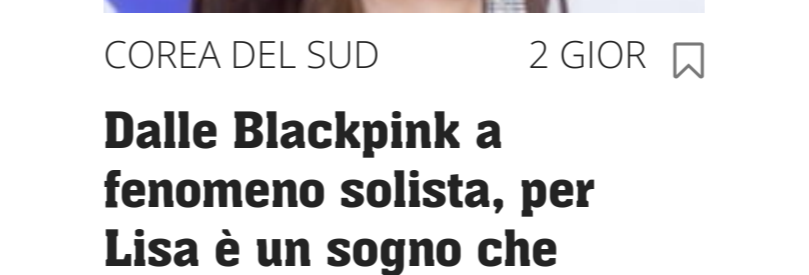 COREA DEL SUD 2 GIOR
Dalle Blackpink a
fenomeno solista, per
Lisa è un sogno che